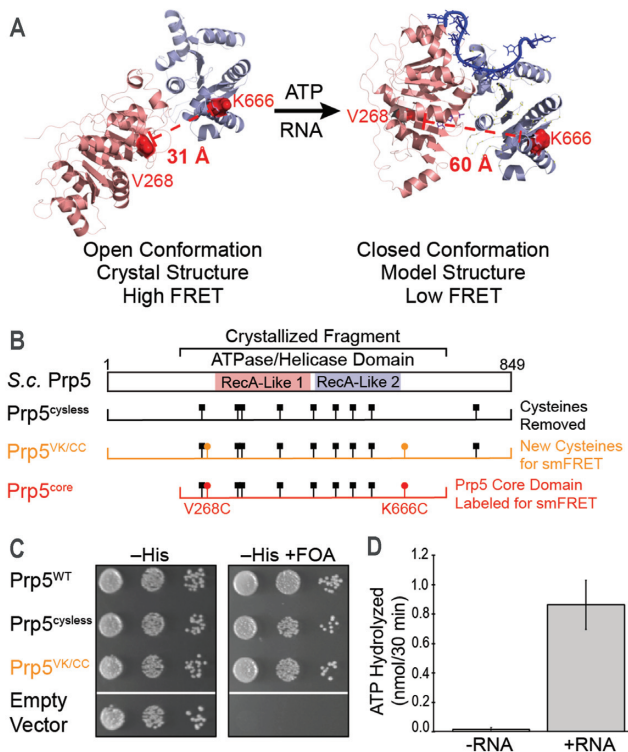 A
K666
ATP
RNA
V268
K666
31 Å
60 Å
V268
Open Conformation
Crystal Structure
High FRET
Closed Conformation
Model Structure
Low FRET
B
Crystallized Fragment
1
ATPase/Helicase Domain
849
S.c. Prp5
RecA-Like 1
RecA-Like 2
Prp5cysless
Cysteines
Removed
Prp5VK/CC
New Cysteines
for smFRET
Prp5core
Prp5 Core Domain
Labeled for smFRET
V268C
K666C
C
–His
–His +FOA
Prp5WT
Prp5cysless
Prp5VK/CC
Empty
Vector
D
ATP Hydrolyzed
(nmol/30 min)
1.2
1.0
0.8
0.6
0.4
0.2
0.0
-RNA
+RNA